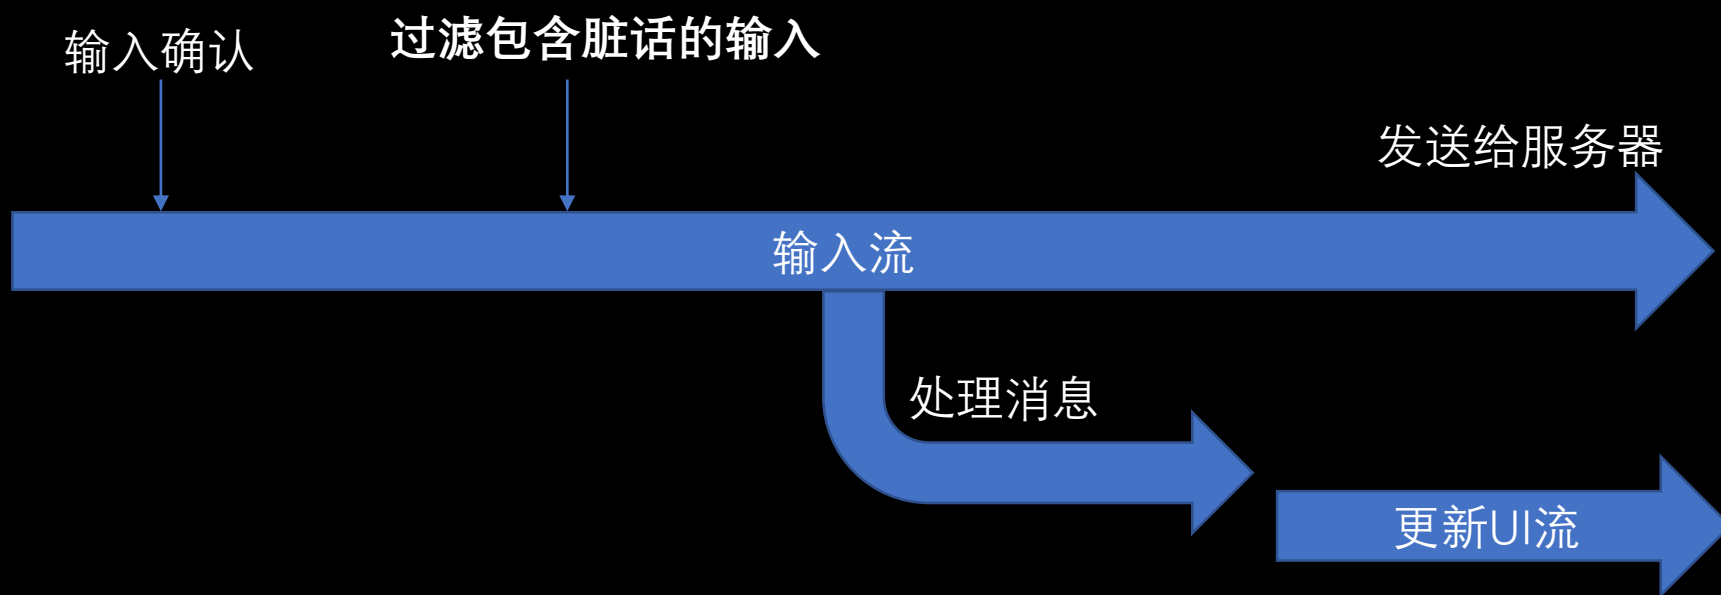 输入确认
过滤包含脏话的输入
发送给服务器
输入流
处理消息
更新UI流